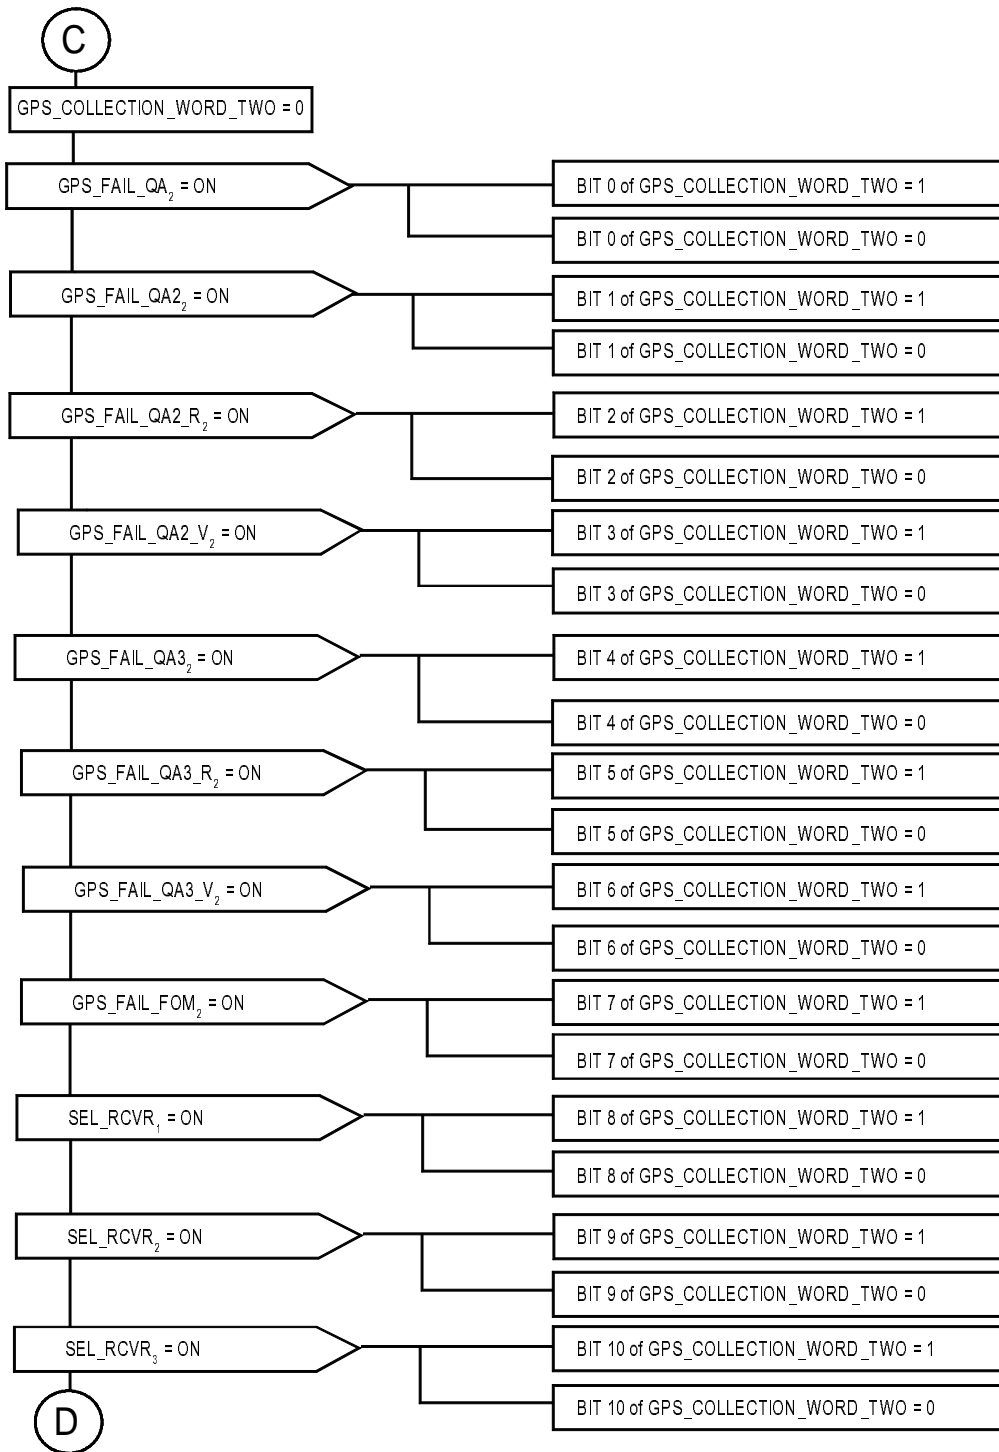 C
GPS_COLLECTION_WORD_TWO = 0
GPS_FAIL_QA₂ = ON
BIT 0 of GPS_COLLECTION_WORD_TWO = 1
BIT 0 of GPS_COLLECTION_WORD_TWO = 0
GPS_FAIL_QA2₂ = ON
BIT 1 of GPS_COLLECTION_WORD_TWO = 1
BIT 1 of GPS_COLLECTION_WORD_TWO = 0
GPS_FAIL_QA2_R₂ = ON
BIT 2 of GPS_COLLECTION_WORD_TWO = 1
BIT 2 of GPS_COLLECTION_WORD_TWO = 0
GPS_FAIL_QA2_V₂ = ON
BIT 3 of GPS_COLLECTION_WORD_TWO = 1
BIT 3 of GPS_COLLECTION_WORD_TWO = 0
GPS_FAIL_QA3₂ = ON
BIT 4 of GPS_COLLECTION_WORD_TWO = 1
BIT 4 of GPS_COLLECTION_WORD_TWO = 0
GPS_FAIL_QA3_R₂ = ON
BIT 5 of GPS_COLLECTION_WORD_TWO = 1
BIT 5 of GPS_COLLECTION_WORD_TWO = 0
GPS_FAIL_QA3_V₂ = ON
BIT 6 of GPS_COLLECTION_WORD_TWO = 1
BIT 6 of GPS_COLLECTION_WORD_TWO = 0
GPS_FAIL_FOM₂ = ON
BIT 7 of GPS_COLLECTION_WORD_TWO = 1
BIT 7 of GPS_COLLECTION_WORD_TWO = 0
SEL_RCVR₁ = ON
BIT 8 of GPS_COLLECTION_WORD_TWO = 1
BIT 8 of GPS_COLLECTION_WORD_TWO = 0
SEL_RCVR₂ = ON
BIT 9 of GPS_COLLECTION_WORD_TWO = 1
BIT 9 of GPS_COLLECTION_WORD_TWO = 0
SEL_RCVR₃ = ON
BIT 10 of GPS_COLLECTION_WORD_TWO = 1
BIT 10 of GPS_COLLECTION_WORD_TWO = 0
D